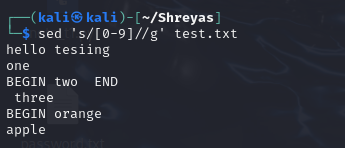 ┌──(kali㉿kali)-[~/Shreyas]
└─$ sed 's/[0-9]//g' test.txt
hello tesiing
one
BEGIN two  END
 three
BEGIN orange
apple